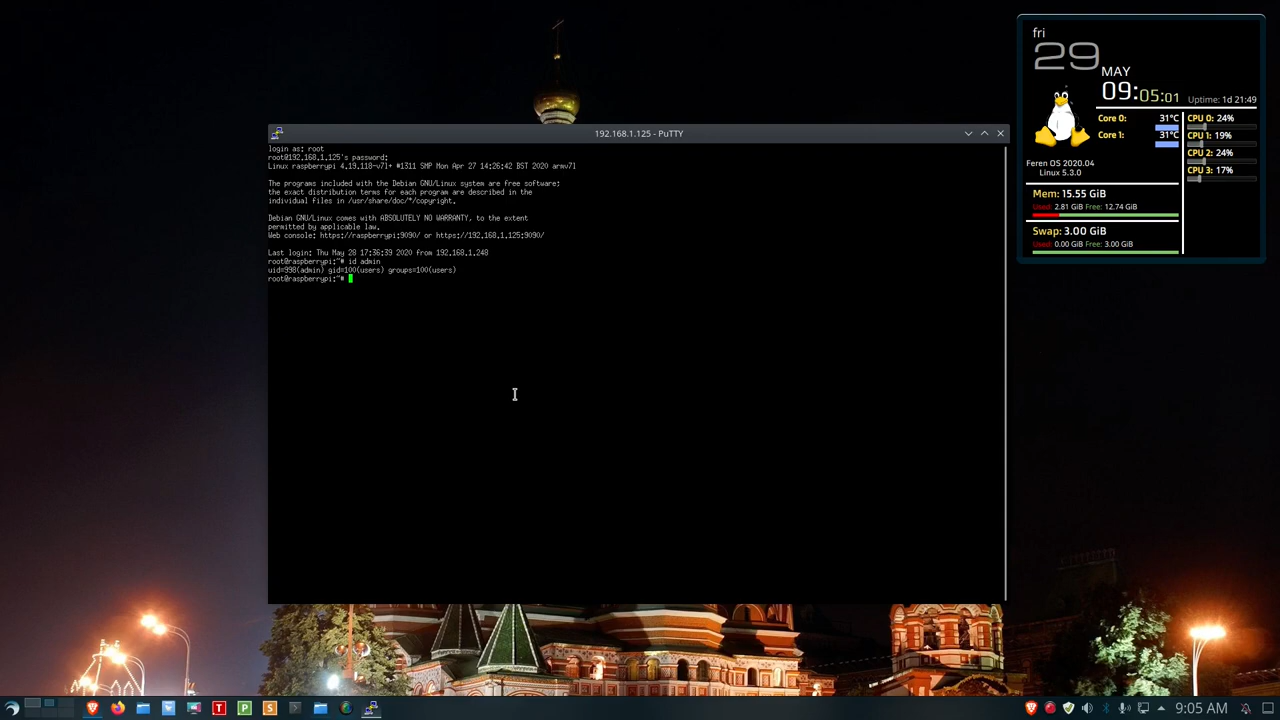 192.168.1.125 - PuTTY
login as: root
root@192.168.1.125's password:
Linux raspberrypi 4.19.118-v7l+ #1311 SMP Mon Apr 27 14:26:42 BST 2020 armv7l
The programs included with the Debian GNU/Linux system are free software;
the exact distribution terms for each program are described in the
individual files in /usr/share/doc/*/copyright.
Debian GNU/Linux comes with ABSOLUTELY NO WARRANTY, to the extent
permitted by applicable law.
Web console: https://raspberrypi:9090/ or https://192.168.1.125:9090/
Last login: Thu May 28 17:36:39 2020 from 192.168.1.248
root@raspberrypi:~# id admin
uid=998(admin) gid=100(users) groups=100(users)
root@raspberrypi:~#
fri
29
MAY
09:05:01
Uptime: 1d 21:49
Core 0: 31°C
Core 1: 31°C
CPU 0: 24%
CPU 1: 19%
CPU 2: 24%
CPU 3: 17%
Feren OS 2020.04
Linux 5.3.0
Mem: 15.55 GiB
Used: 2.81 GiB Free: 12.74 GiB
Swap: 3.00 GiB
Used: 0.00 GiB Free: 3.00 GiB
T
P
S
9:05 AM